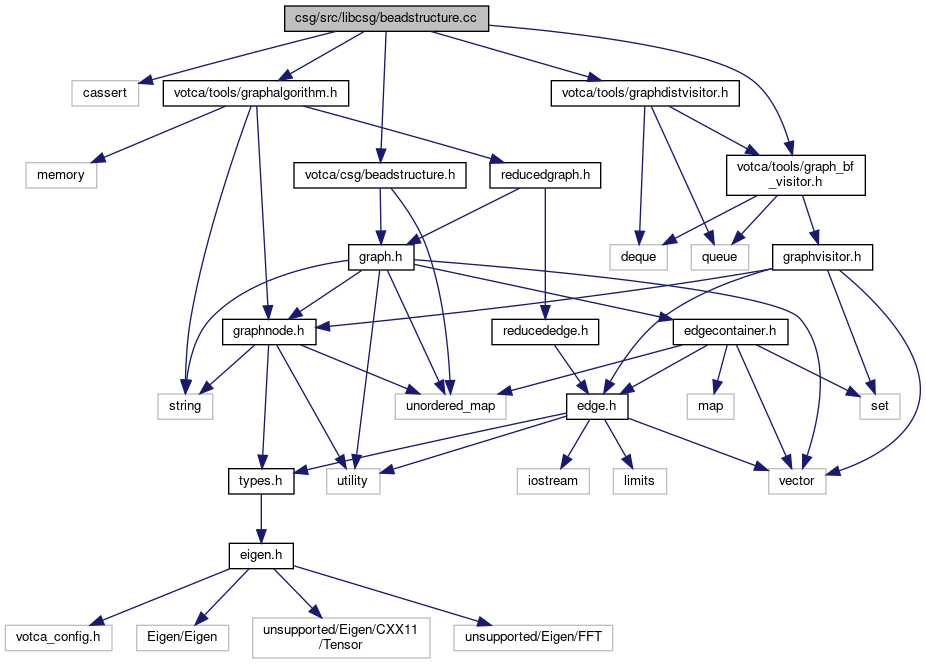 csg/src/libcsg/beadstructure.cc
cassert
votca/tools/graphalgorithm.h
votca/tools/graphdistvisitor.h
memory
votca/csg/beadstructure.h
reducedgraph.h
votca/tools/graph_bf
_visitor.h
graph.h
deque
queue
graphvisitor.h
graphnode.h
reducededge.h
edgecontainer.h
string
unordered_map
edge.h
map
set
types.h
utility
iostream
limits
vector
eigen.h
votca_config.h
Eigen/Eigen
unsupported/Eigen/CXX11
/Tensor
unsupported/Eigen/FFT